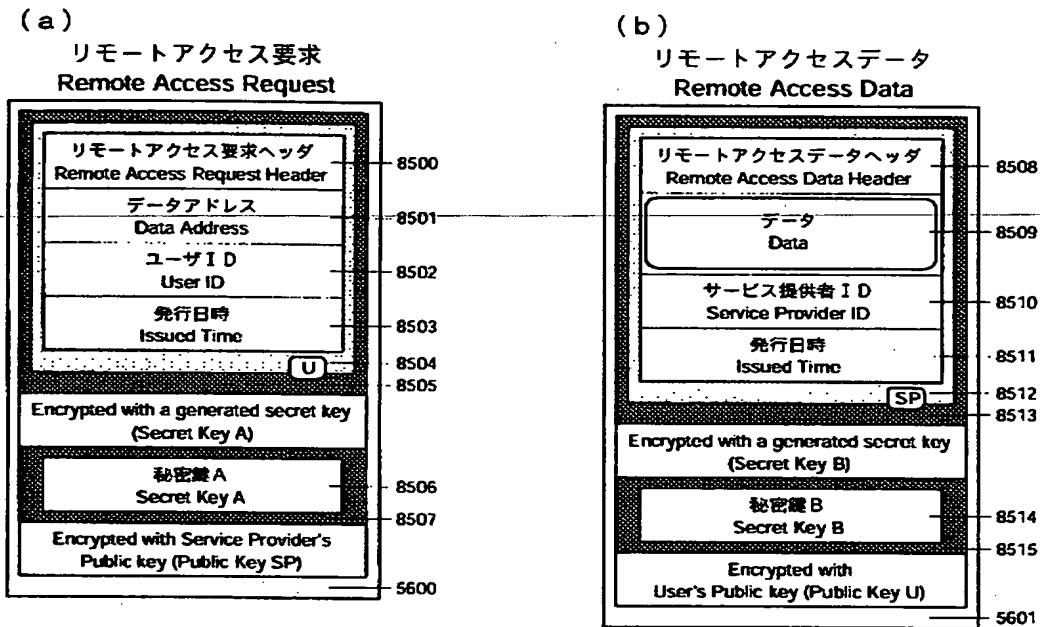 (a)
リモートアクセス要求
Remote Access Request
リモートアクセス要求ヘッダ
Remote Access Request Header
8500
データアドレス
Data Address
8501
ユーザID
User ID
8502
発行日時
Issued Time
8503
U
8504
8505
Encrypted with a generated secret key
(Secret Key A)
秘密鍵A
Secret Key A
8506
8507
Encrypted with Service Provider's
Public key (Public Key SP)
5600
(b)
リモートアクセスデータ
Remote Access Data
リモートアクセスデータヘッダ
Remote Access Data Header
8508
データ
Data
8509
サービス提供者ID
Service Provider ID
8510
発行日時
Issued Time
8511
SP
8512
8513
Encrypted with a generated secret key
(Secret Key B)
秘密鍵B
Secret Key B
8514
8515
Encrypted with
User's Public key (Public Key U)
5601